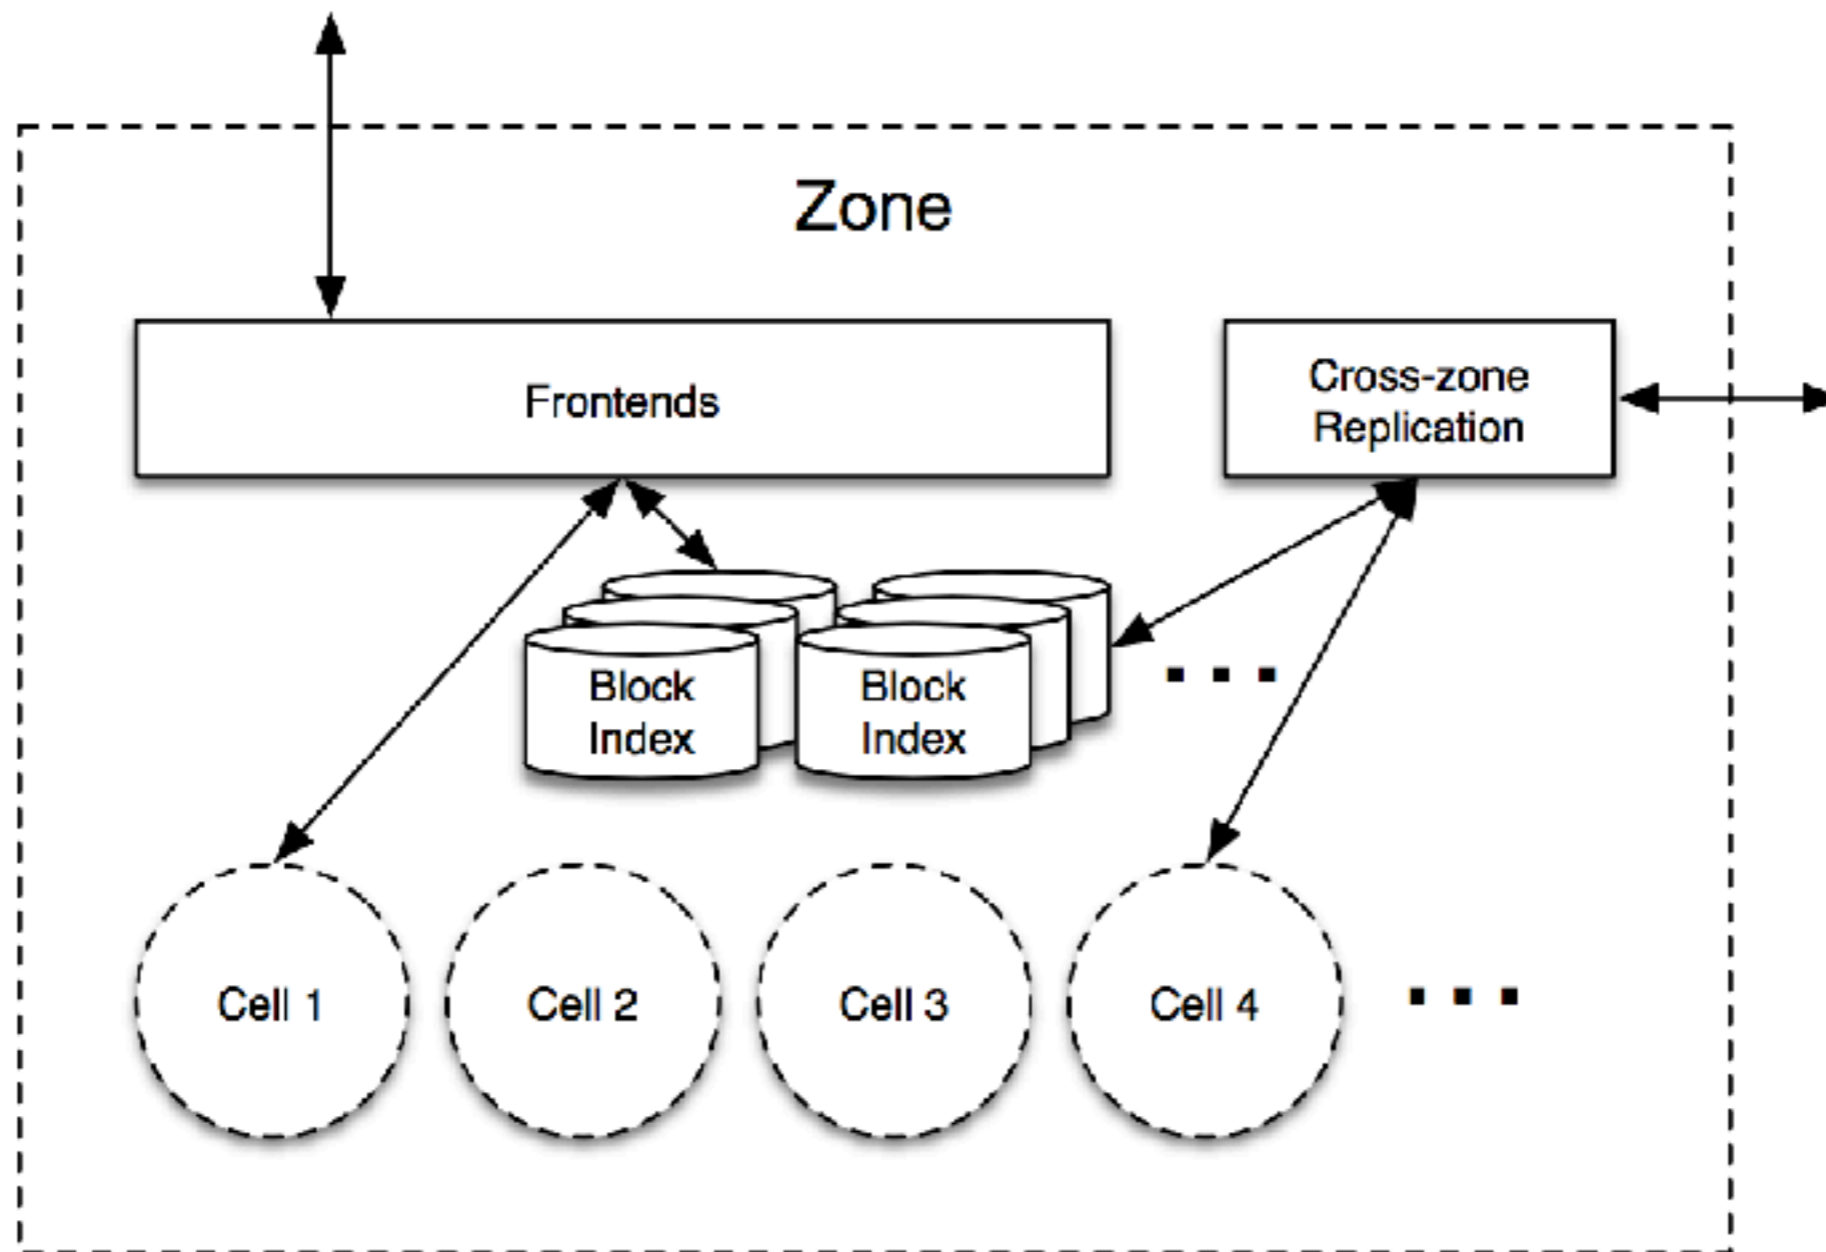 Zone
Frontends
Cross-zone
Replication
Block
Index
Block
Index
...
Cell 1
Cell 2
Cell 3
Cell 4
...